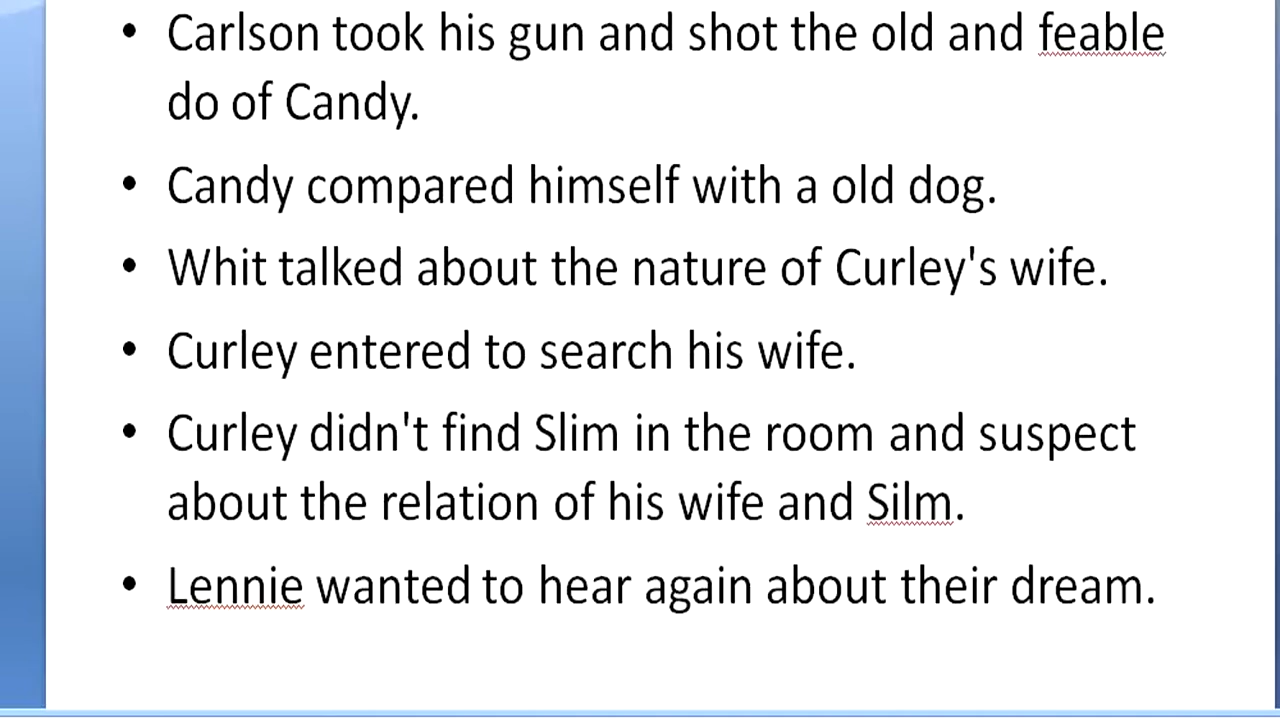 • Carlson took his gun and shot the old and feable
do of Candy.
• Candy compared himself with a old dog.
• Whit talked about the nature of Curley's wife.
• Curley entered to search his wife.
• Curley didn't find Slim in the room and suspect
about the relation of his wife and Silm.
• Lennie wanted to hear again about their dream.